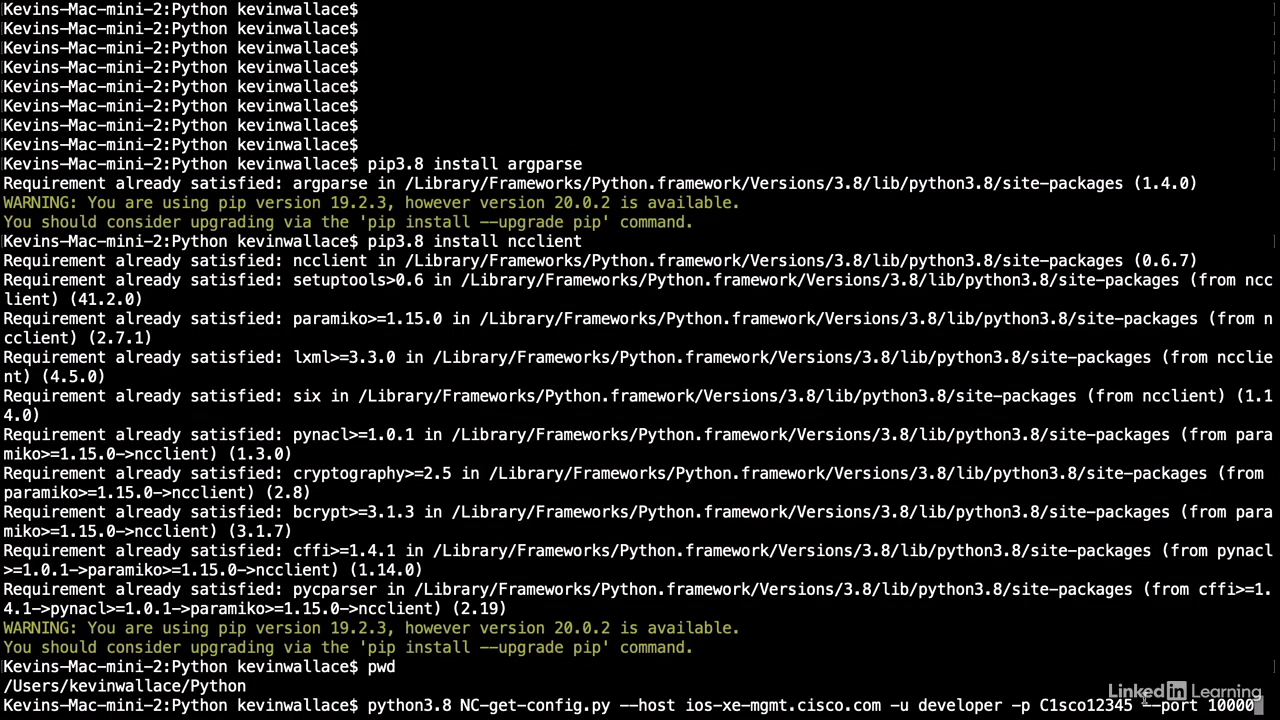 Kevins-Mac-mini-2:Python kevinwallace$
Kevins-Mac-mini-2:Python kevinwallace$
Kevins-Mac-mini-2:Python kevinwallace$
Kevins-Mac-mini-2:Python kevinwallace$
Kevins-Mac-mini-2:Python kevinwallace$
Kevins-Mac-mini-2:Python kevinwallace$
Kevins-Mac-mini-2:Python kevinwallace$
Kevins-Mac-mini-2:Python kevinwallace$
Kevins-Mac-mini-2:Python kevinwallace$ pip3.8 install argparse
Requirement already satisfied: argparse in /Library/Frameworks/Python.framework/Versions/3.8/lib/python3.8/site-packages (1.4.0)
WARNING: You are using pip version 19.2.3, however version 20.0.2 is available.
You should consider upgrading via the 'pip install --upgrade pip' command.
Kevins-Mac-mini-2:Python kevinwallace$ pip3.8 install ncclient
Requirement already satisfied: ncclient in /Library/Frameworks/Python.framework/Versions/3.8/lib/python3.8/site-packages (0.6.7)
Requirement already satisfied: setuptools>0.6 in /Library/Frameworks/Python.framework/Versions/3.8/lib/python3.8/site-packages (from ncc
lient) (41.2.0)
Requirement already satisfied: paramiko>=1.15.0 in /Library/Frameworks/Python.framework/Versions/3.8/lib/python3.8/site-packages (from n
cclient) (2.7.1)
Requirement already satisfied: lxml>=3.3.0 in /Library/Frameworks/Python.framework/Versions/3.8/lib/python3.8/site-packages (from ncclie
nt) (4.5.0)
Requirement already satisfied: six in /Library/Frameworks/Python.framework/Versions/3.8/lib/python3.8/site-packages (from ncclient) (1.1
4.0)
Requirement already satisfied: pynacl>=1.0.1 in /Library/Frameworks/Python.framework/Versions/3.8/lib/python3.8/site-packages (from para
miko>=1.15.0->ncclient) (1.3.0)
Requirement already satisfied: cryptography>=2.5 in /Library/Frameworks/Python.framework/Versions/3.8/lib/python3.8/site-packages (from
paramiko>=1.15.0->ncclient) (2.8)
Requirement already satisfied: bcrypt>=3.1.3 in /Library/Frameworks/Python.framework/Versions/3.8/lib/python3.8/site-packages (from para
miko>=1.15.0->ncclient) (3.1.7)
Requirement already satisfied: cffi>=1.4.1 in /Library/Frameworks/Python.framework/Versions/3.8/lib/python3.8/site-packages (from pynacl
>=1.0.1->paramiko>=1.15.0->ncclient) (1.14.0)
Requirement already satisfied: pycparser in /Library/Frameworks/Python.framework/Versions/3.8/lib/python3.8/site-packages (from cffi>=1.
4.1->pynacl>=1.0.1->paramiko>=1.15.0->ncclient) (2.19)
WARNING: You are using pip version 19.2.3, however version 20.0.2 is available.
You should consider upgrading via the 'pip install --upgrade pip' command.
Kevins-Mac-mini-2:Python kevinwallace$ pwd
/Users/kevinwallace/Python
Kevins-Mac-mini-2:Python kevinwallace$ python3.8 NC-get-config.py --host ios-xe-mgmt.cisco.com -u developer -p C1sco12345 --port 10000
LinkedIn Learning